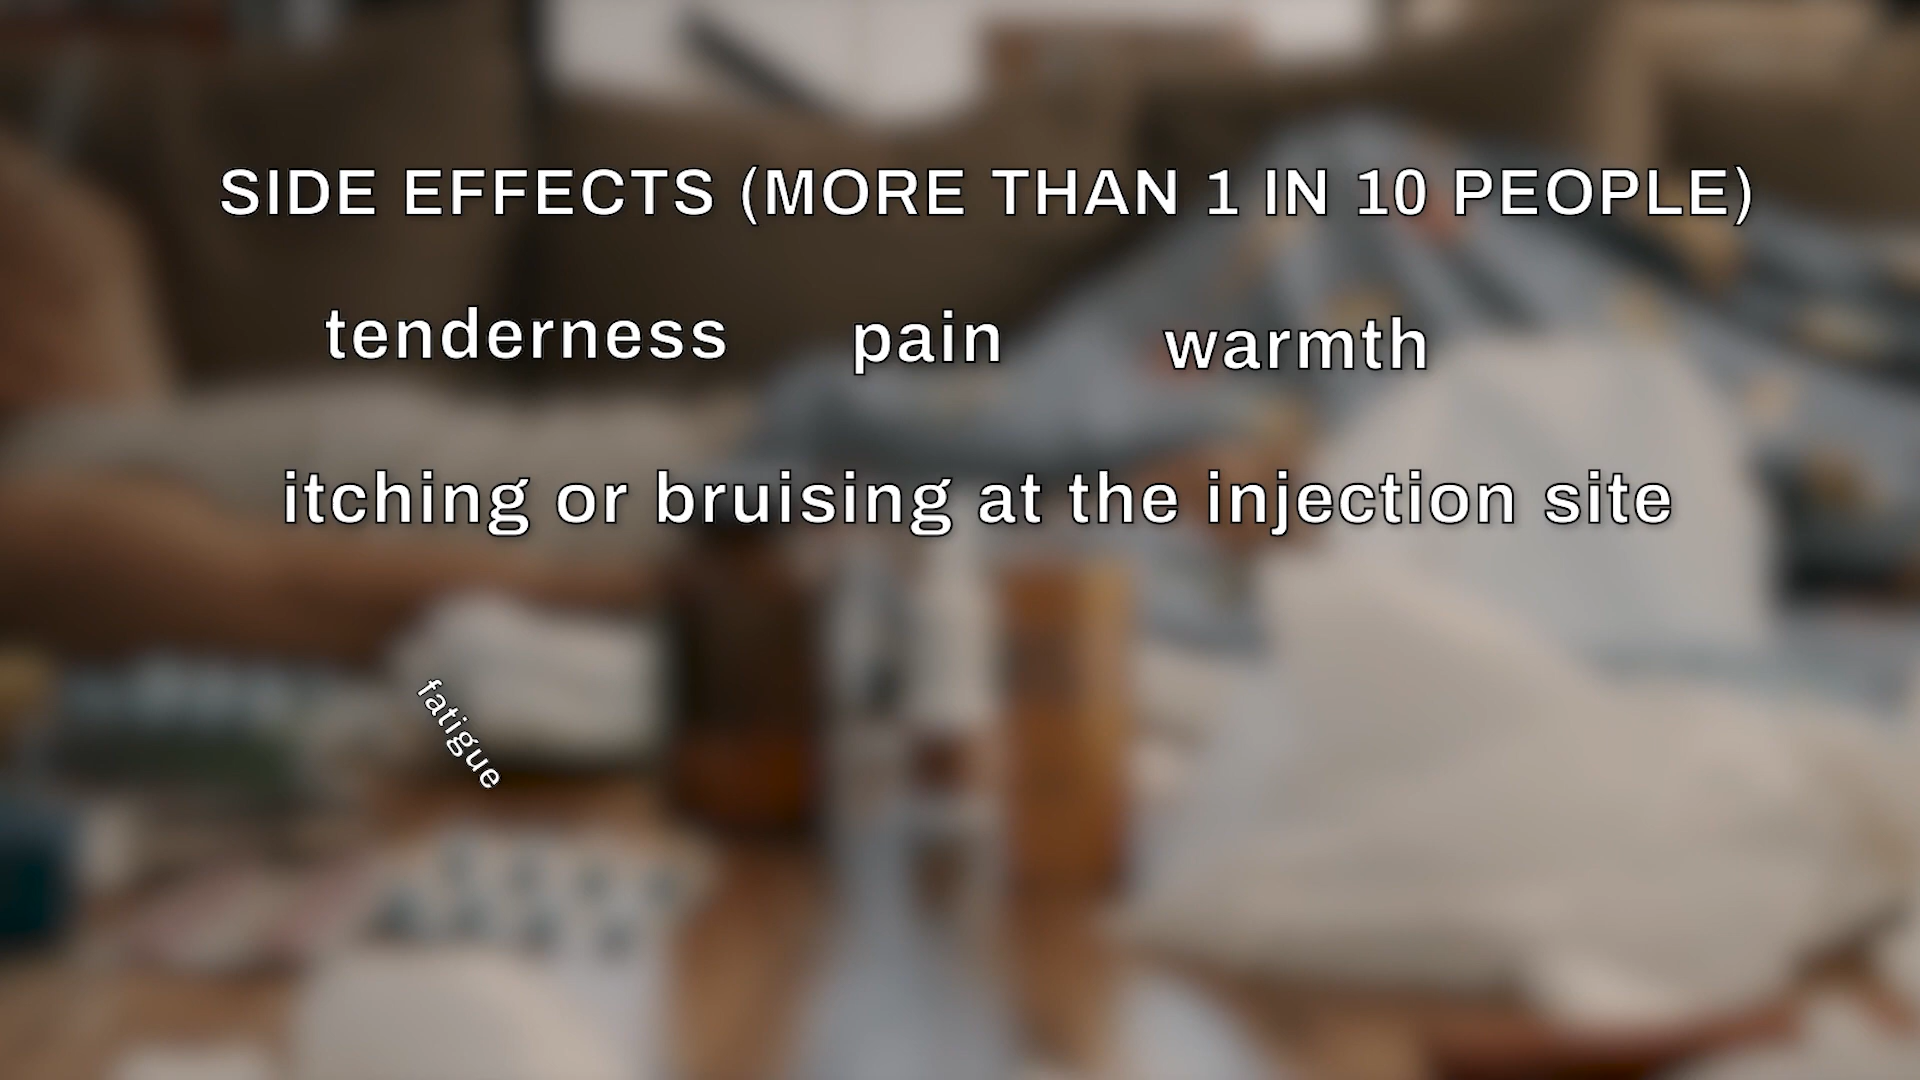 SIDE EFFECTS (MORE THAN 1 IN 10 PEOPLE)
tenderness pain warmth
itching or bruising at the injection site
fatigue